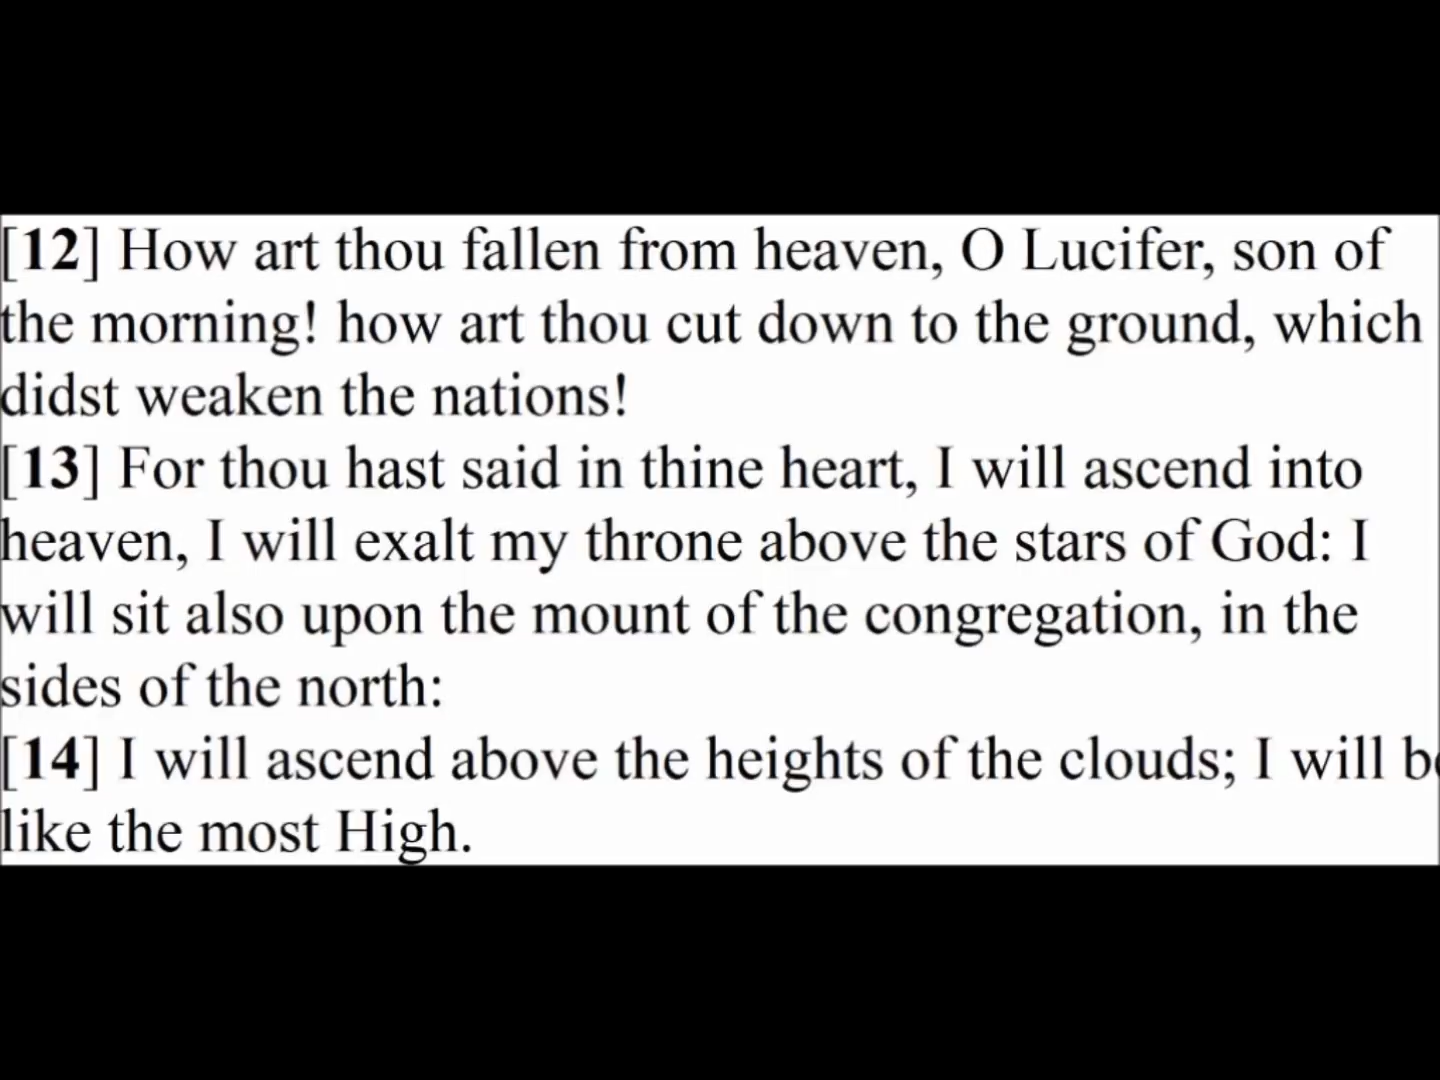 [12] How art thou fallen from heaven, O Lucifer, son of
the morning! how art thou cut down to the ground, which
didst weaken the nations!
[13] For thou hast said in thine heart, I will ascend into
heaven, I will exalt my throne above the stars of God: I
will sit also upon the mount of the congregation, in the
sides of the north:
[14] I will ascend above the heights of the clouds; I will be
like the most High.